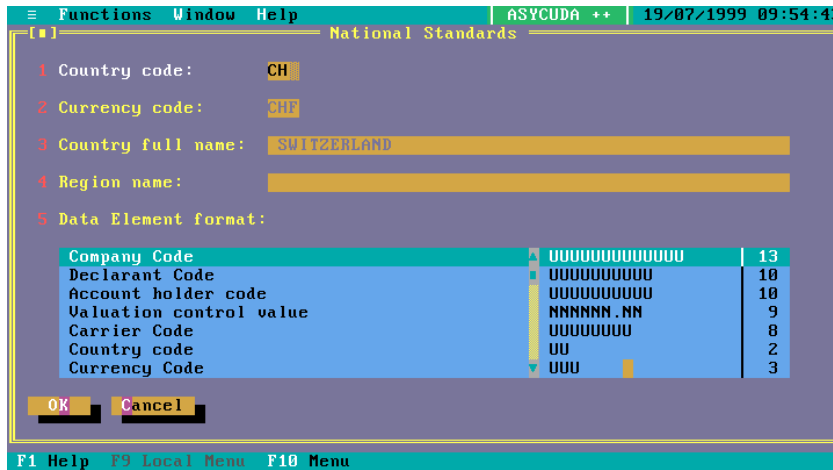 ≡ Functions Window Help ASYCUDA ++ 19/07/1999 09:54:4
National Standards
1 Country code: CH
2 Currency code: CHF
3 Country full name: SWITZERLAND
4 Region name:
5 Data Element format:
Company Code UUUUUUUUUUUUU 13
Declarant Code UUUUUUUUUU 10
Account holder code UUUUUUUUUU 10
Valuation control value NNNNNN.NN 9
Carrier Code UUUUUUUU 8
Country code UU 2
Currency Code UUU 3
OK Cancel
F1 Help F9 Local Menu F10 Menu